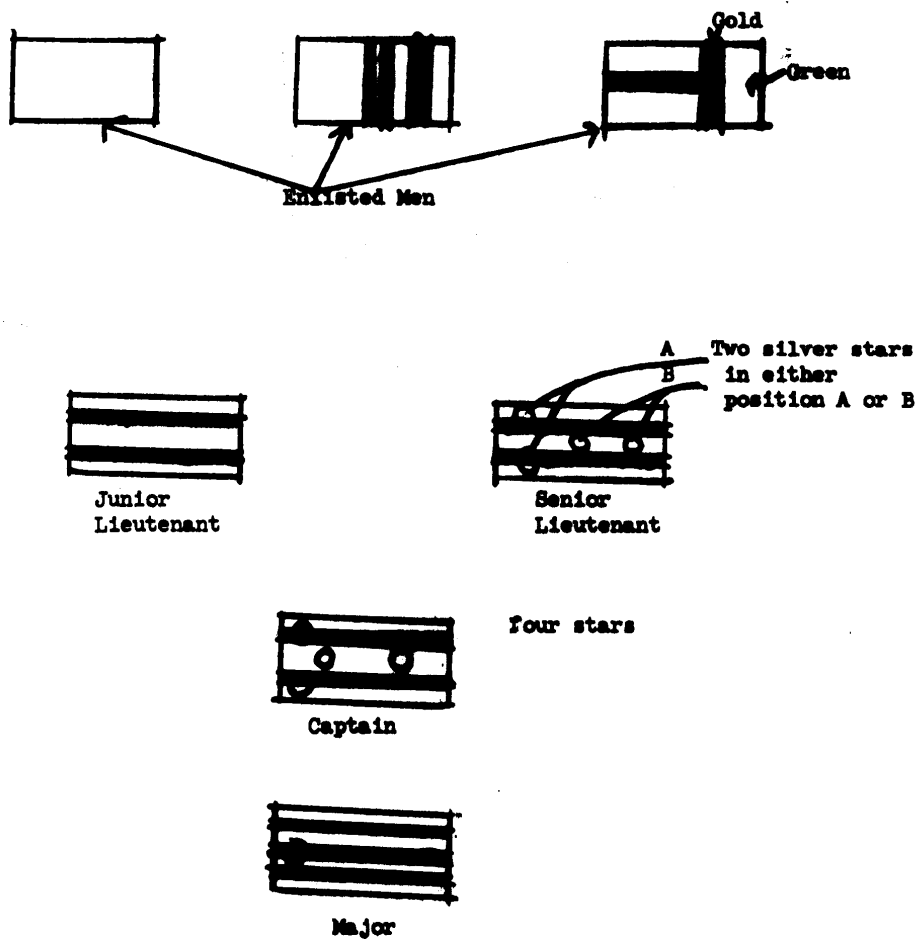 Gold
Green
Enlisted Men
A Two silver stars
B in either
position A or B
Junior
Lieutenant
Senior
Lieutenant
four stars
Captain
Major